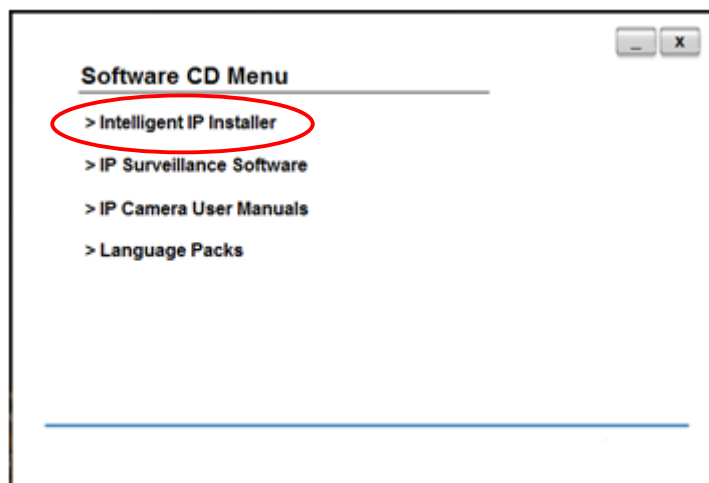 _ X
Software CD Menu
> Intelligent IP Installer
> IP Surveillance Software
> IP Camera User Manuals
> Language Packs